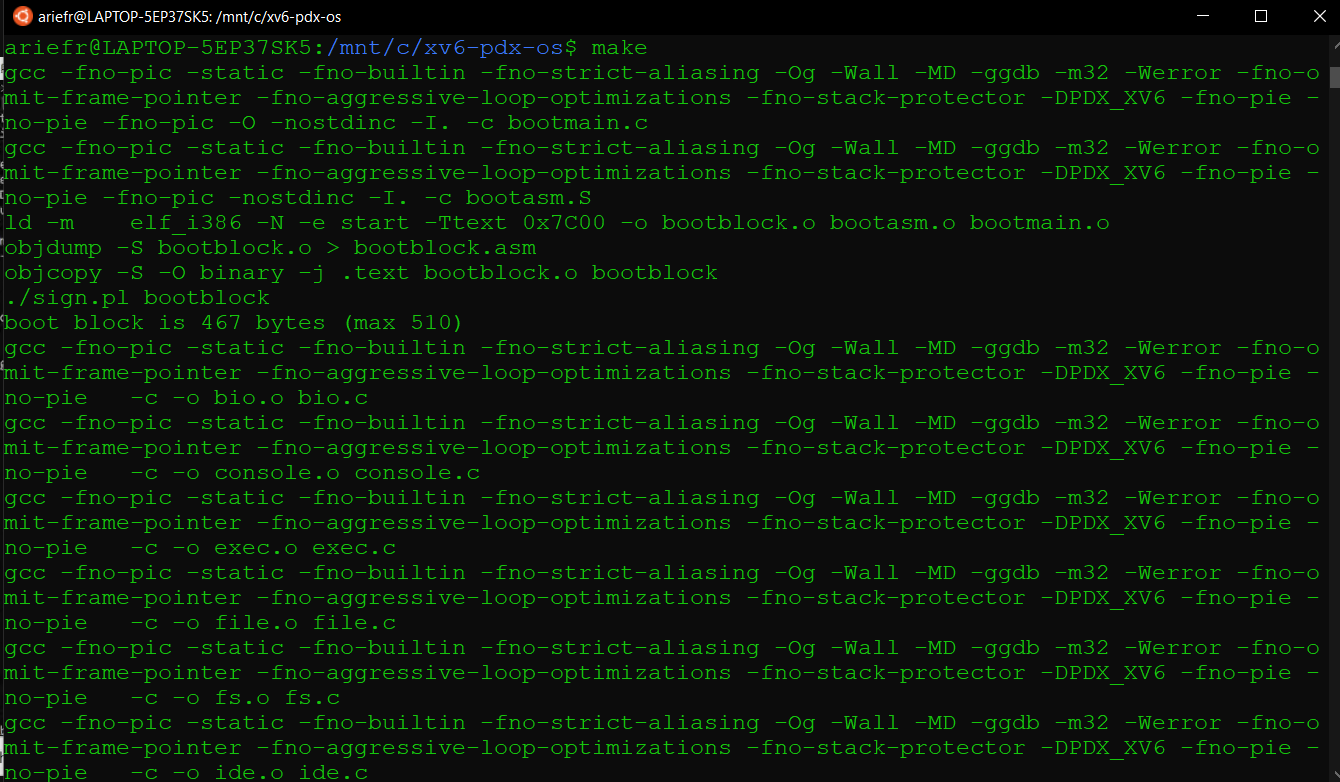 ariefr@LAPTOP-5EP37SK5: /mnt/c/xv6-pdx-os
ariefr@LAPTOP-5EP37SK5:/mnt/c/xv6-pdx-os$ make
gcc -fno-pic -static -fno-builtin -fno-strict-aliasing -Og -Wall -MD -ggdb -m32 -Werror -fno-o
mit-frame-pointer -fno-aggressive-loop-optimizations -fno-stack-protector -DPDX_XV6 -fno-pie -
no-pie -fno-pic -O -nostdinc -I. -c bootmain.c
gcc -fno-pic -static -fno-builtin -fno-strict-aliasing -Og -Wall -MD -ggdb -m32 -Werror -fno-o
mit-frame-pointer -fno-aggressive-loop-optimizations -fno-stack-protector -DPDX_XV6 -fno-pie -
no-pie -fno-pic -nostdinc -I. -c bootasm.S
ld -m    elf_i386 -N -e start -Ttext 0x7C00 -o bootblock.o bootasm.o bootmain.o
objdump -S bootblock.o > bootblock.asm
objcopy -S -O binary -j .text bootblock.o bootblock
./sign.pl bootblock
boot block is 467 bytes (max 510)
gcc -fno-pic -static -fno-builtin -fno-strict-aliasing -Og -Wall -MD -ggdb -m32 -Werror -fno-o
mit-frame-pointer -fno-aggressive-loop-optimizations -fno-stack-protector -DPDX_XV6 -fno-pie -
no-pie   -c -o bio.o bio.c
gcc -fno-pic -static -fno-builtin -fno-strict-aliasing -Og -Wall -MD -ggdb -m32 -Werror -fno-o
mit-frame-pointer -fno-aggressive-loop-optimizations -fno-stack-protector -DPDX_XV6 -fno-pie -
no-pie   -c -o console.o console.c
gcc -fno-pic -static -fno-builtin -fno-strict-aliasing -Og -Wall -MD -ggdb -m32 -Werror -fno-o
mit-frame-pointer -fno-aggressive-loop-optimizations -fno-stack-protector -DPDX_XV6 -fno-pie -
no-pie   -c -o exec.o exec.c
gcc -fno-pic -static -fno-builtin -fno-strict-aliasing -Og -Wall -MD -ggdb -m32 -Werror -fno-o
mit-frame-pointer -fno-aggressive-loop-optimizations -fno-stack-protector -DPDX_XV6 -fno-pie -
no-pie   -c -o file.o file.c
gcc -fno-pic -static -fno-builtin -fno-strict-aliasing -Og -Wall -MD -ggdb -m32 -Werror -fno-o
mit-frame-pointer -fno-aggressive-loop-optimizations -fno-stack-protector -DPDX_XV6 -fno-pie -
no-pie   -c -o fs.o fs.c
gcc -fno-pic -static -fno-builtin -fno-strict-aliasing -Og -Wall -MD -ggdb -m32 -Werror -fno-o
mit-frame-pointer -fno-aggressive-loop-optimizations -fno-stack-protector -DPDX_XV6 -fno-pie -
no-pie   -c -o ide.o ide.c